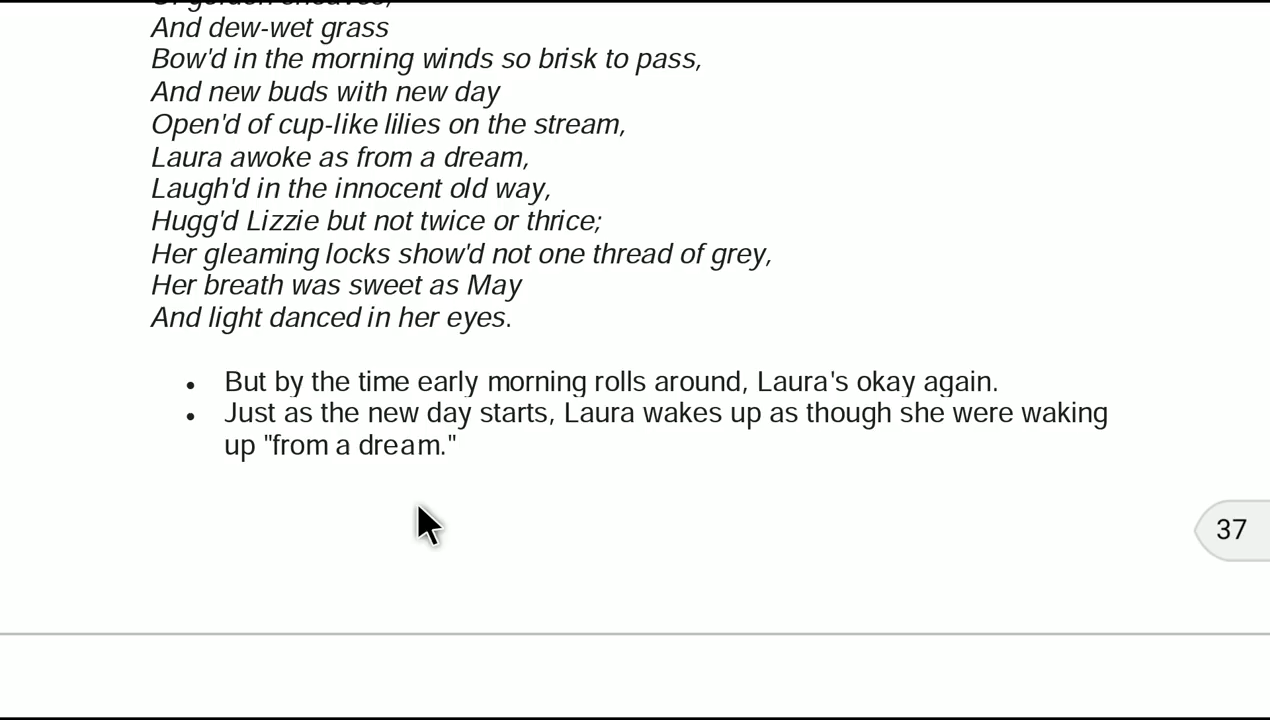 And dew-wet grass
Bow'd in the morning winds so brisk to pass,
And new buds with new day
Open'd of cup-like lilies on the stream,
Laura awoke as from a dream,
Laugh'd in the innocent old way,
Hugg'd Lizzie but not twice or thrice;
Her gleaming locks show'd not one thread of grey,
Her breath was sweet as May
And light danced in her eyes.
• But by the time early morning rolls around, Laura's okay again.
• Just as the new day starts, Laura wakes up as though she were waking
up "from a dream."
37